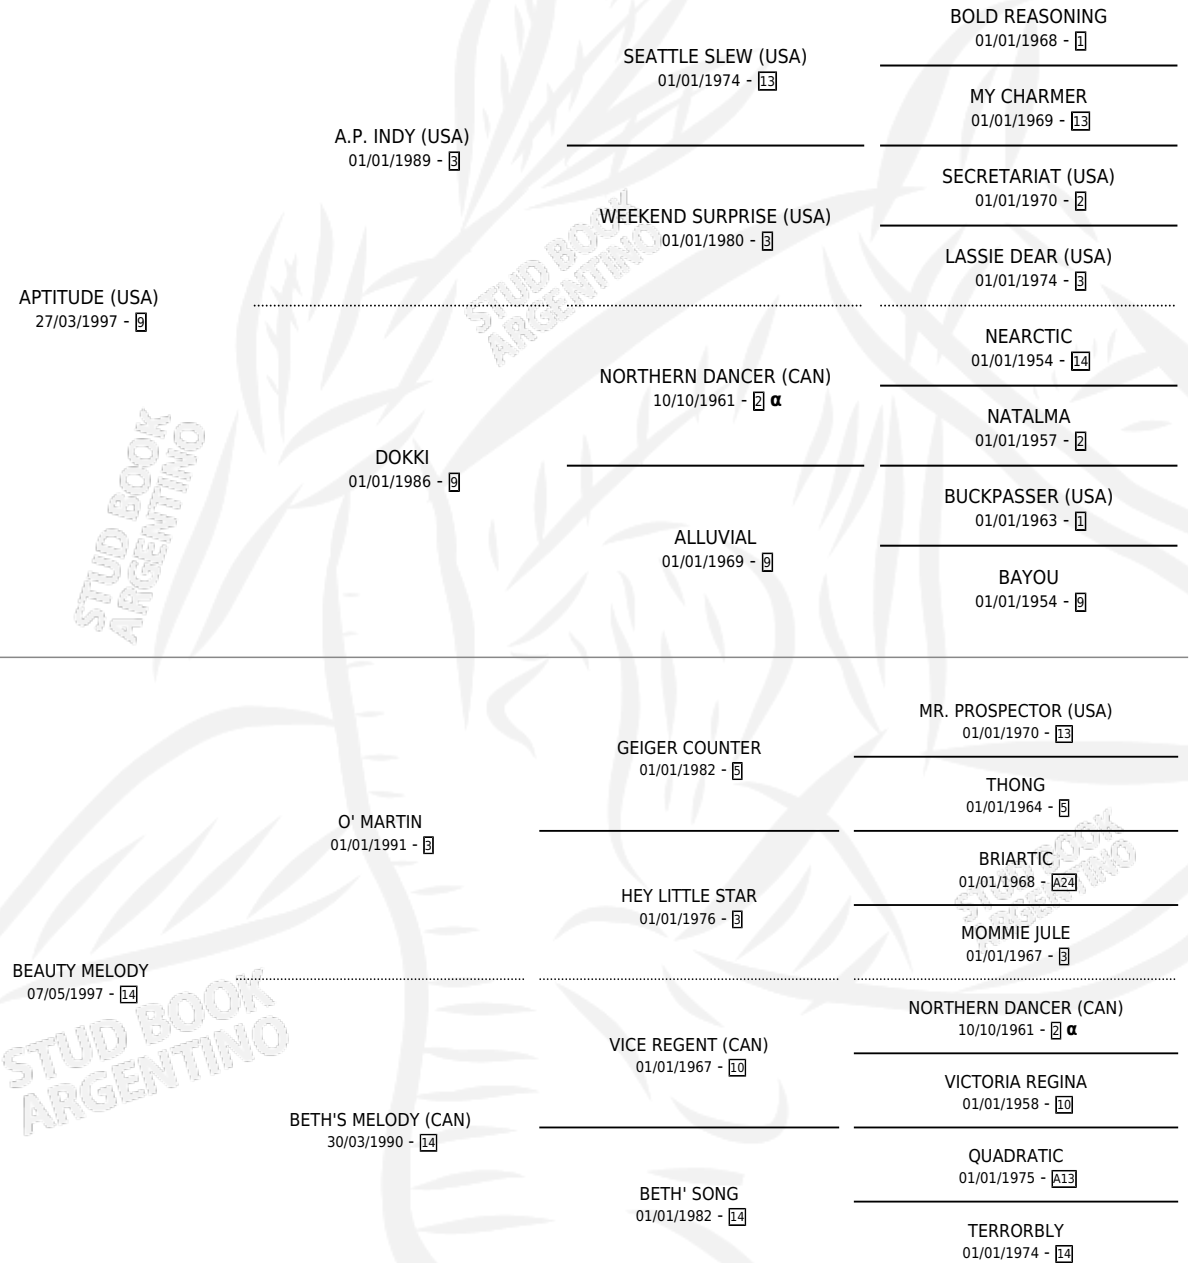 BOLD REASONING
01/01/1968 - 1
SEATTLE SLEW (USA)
01/01/1974 - 13
MY CHARMER
01/01/1969 - 13
A.P. INDY (USA)
01/01/1989 - 3
SECRETARIAT (USA)
01/01/1970 - 2
WEEKEND SURPRISE (USA)
01/01/1980 - 3
LASSIE DEAR (USA)
01/01/1974 - 3
STUD BOOK
ARGENTINO
APTITUDE (USA)
27/03/1997 - 9
NEARCTIC
01/01/1954 - 14
NORTHERN DANCER (CAN)
10/10/1961 - 2 α
NATALMA
01/01/1957 - 2
DOKKI
01/01/1986 - 9
BUCKPASSER (USA)
01/01/1963 - 1
ALLUVIAL
01/01/1969 - 9
BAYOU
01/01/1954 - 9
STUD BOOK
ARGENTINO
MR. PROSPECTOR (USA)
01/01/1970 - 13
GEIGER COUNTER
01/01/1982 - 5
THONG
01/01/1964 - 5
O' MARTIN
01/01/1991 - 3
BRIARTIC
01/01/1968 - A24
HEY LITTLE STAR
01/01/1976 - 3
MOMMIE JULE
01/01/1967 - 3
STUD BOOK
ARGENTINO
BEAUTY MELODY
07/05/1997 - 14
NORTHERN DANCER (CAN)
10/10/1961 - 2 α
VICE REGENT (CAN)
01/01/1967 - 10
VICTORIA REGINA
01/01/1958 - 10
BETH'S MELODY (CAN)
30/03/1990 - 14
QUADRATIC
01/01/1975 - A13
BETH' SONG
01/01/1982 - 14
TERRORBLY
01/01/1974 - 14
STUD BOOK
ARGENTINO